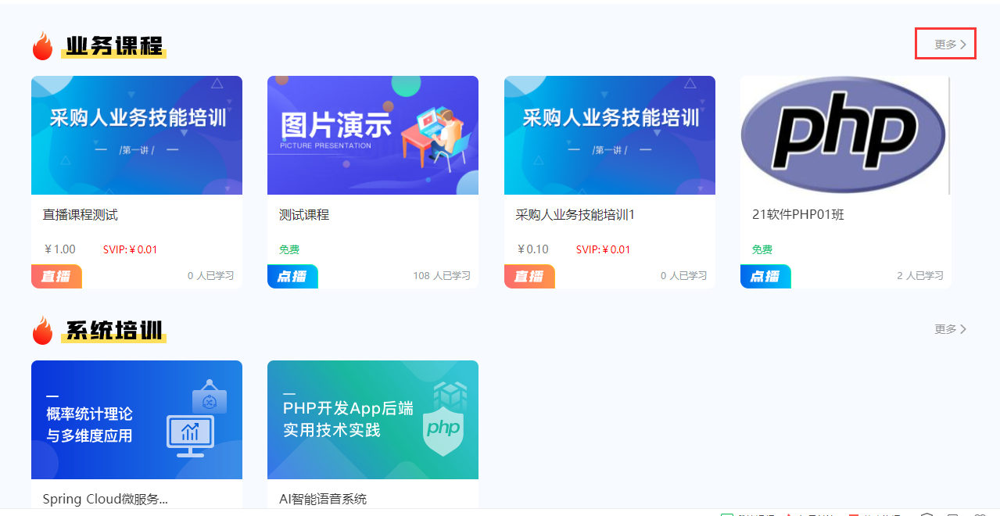 业务课程
更多
采购人业务技能培训
/第一讲/
图片演示
PICTURE PRESENTATION
采购人业务技能培训
/第一讲/
php
直播课程测试
测试课程
采购人业务技能培训1
21软件PHP01班
￥1.00 SVIP:￥0.01
免费
￥0.10 SVIP:￥0.01
免费
直播 0 人已学习
点播 108 人已学习
直播 0 人已学习
点播 2 人已学习
系统培训
更多
概率统计理论
与多维度应用
PHP开发App后端
实用技术实践
php
Spring Cloud微服务...
AI智能语音系统